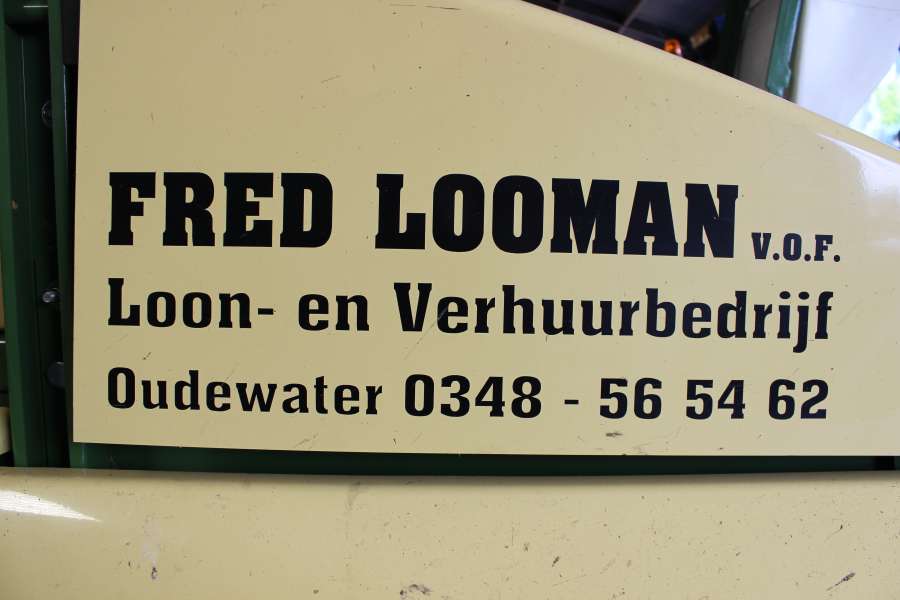 FRED LOOMAN V.O.F.
Loon- en Verhuurbedrijf
Oudewater 0348 - 56 54 62